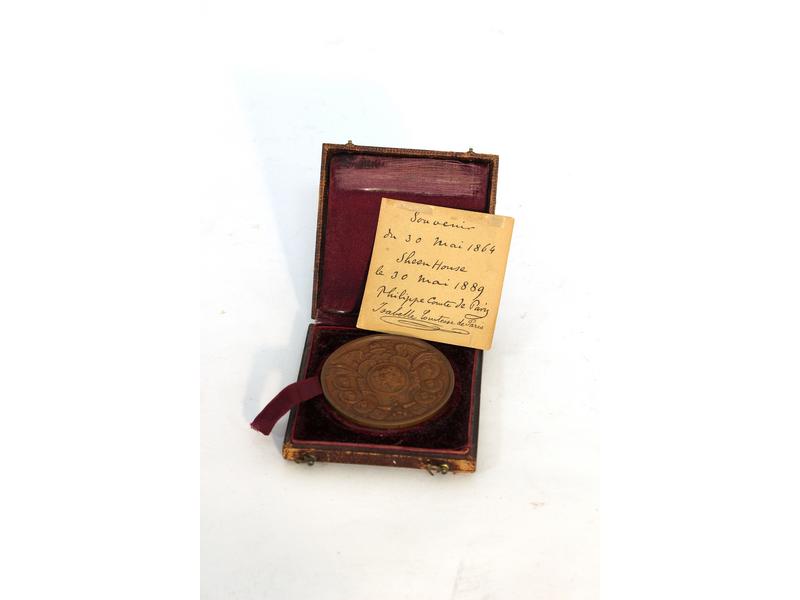 Souvenir
du 30 Mai 1864
Sheen House
le 30 Mai 1889
Philippe Comte de Paris
Isabelle Comtesse de Paris